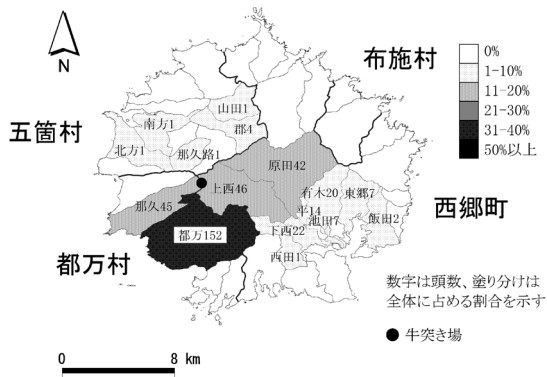 N
布施村
0%
1-10%
11-20%
21-30%
31-40%
50%以上
五箇村
山田1
南方1
郡4
北方1
那久路1
原田42
上西46
有木20
東郷7
西郷町
那久45
平14
池田7
飯田2
都万152
下西22
都万村
西田1
数字は頭数、塗り分けは
全体に占める割合を示す
牛突き場
0
8 km